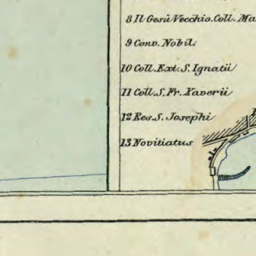 8 Il Gesù Vecchio. Coll. Ma
9 Conv. Nobil.
10 Coll. Ext. S. Ignatii
11 Coll. S. Fr. Xaverii
12 Res. S. Josephi
13 Novitiatus